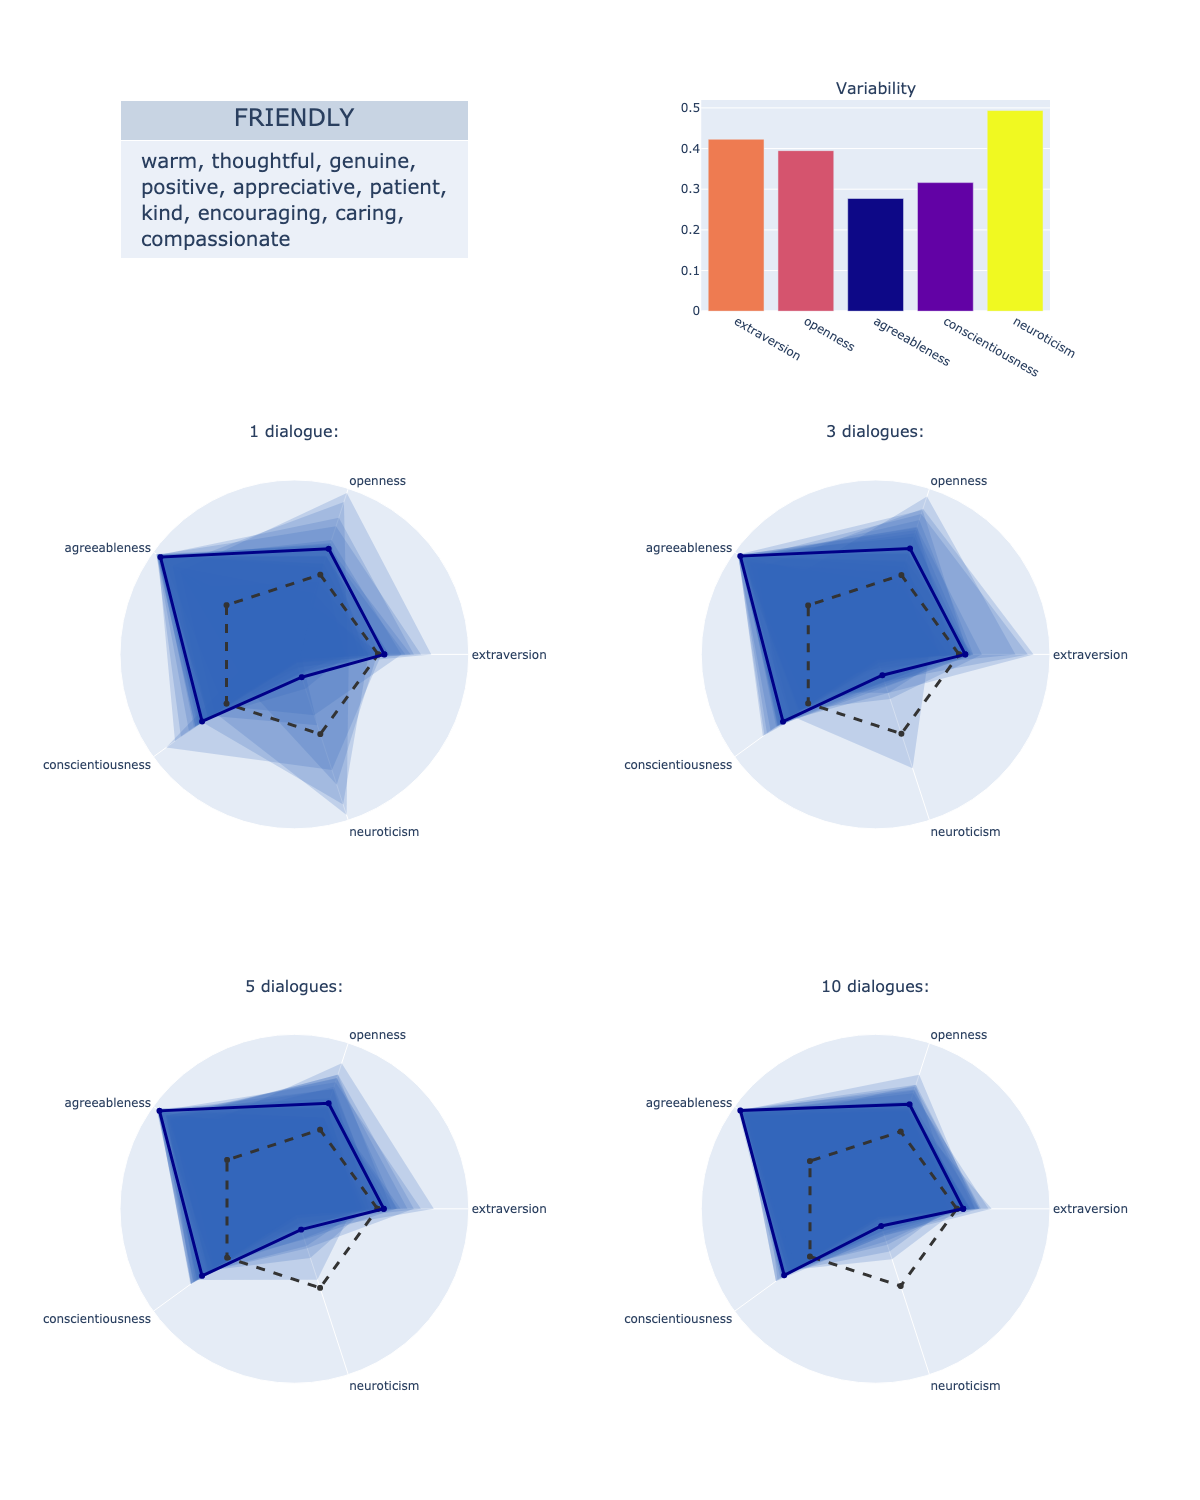 FRIENDLY
warm, thoughtful, genuine,
positive, appreciative, patient,
kind, encouraging, caring,
compassionate
Variability
0.5
0.4
0.3
0.2
0.1
0
extraversion
openness
agreeableness
conscientiousness
neuroticism
1 dialogue:
openness
agreeableness
extraversion
conscientiousness
neuroticism
3 dialogues:
openness
agreeableness
extraversion
conscientiousness
neuroticism
5 dialogues:
openness
agreeableness
extraversion
conscientiousness
neuroticism
10 dialogues:
openness
agreeableness
extraversion
conscientiousness
neuroticism